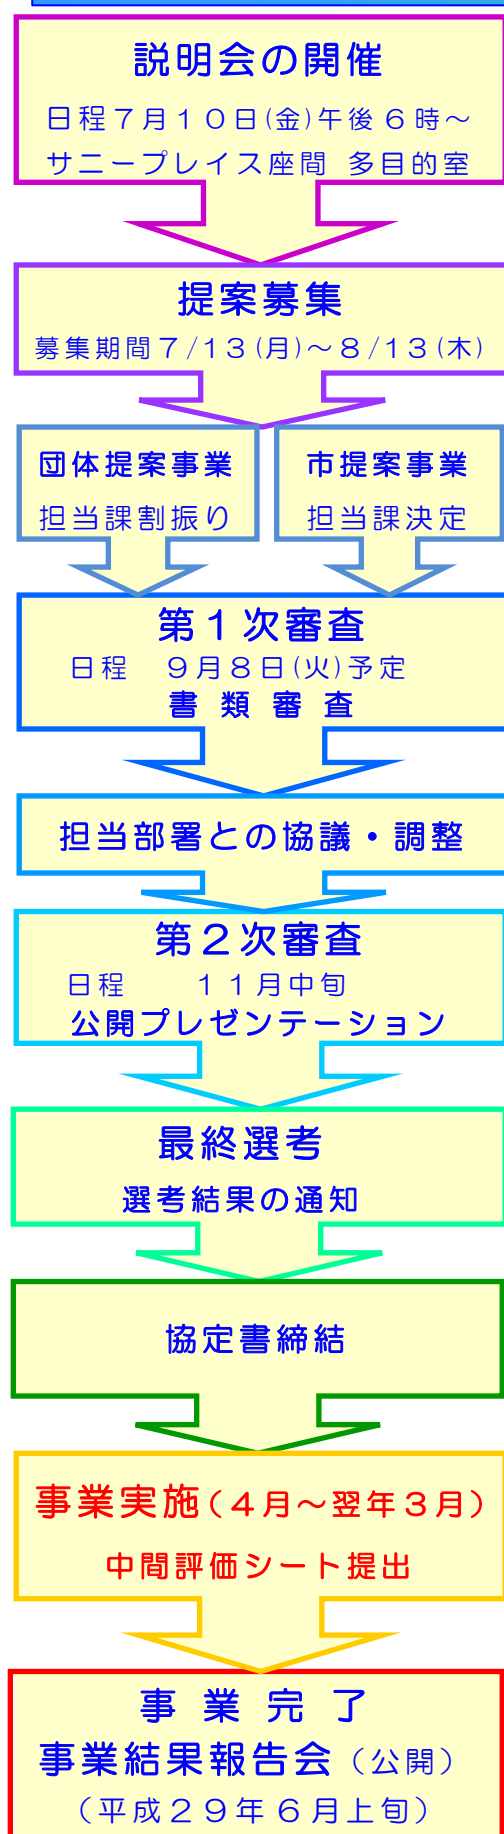 説明会の開催
日程７月１０日(金)午後６時～
サニープレイス座間 多目的室
提案募集
募集期間７/１３(月)～８/１３(木)
団体提案事業
担当課割振り
市提案事業
担当課決定
第１次審査
日程　９月８日(火)予定
書 類 審 査
担当部署との協議・調整
第２次審査
日程　　１１月中旬
公開プレゼンテーション
最終選考
選考結果の通知
協定書締結
事業実施(４月～翌年３月)
中間評価シート提出
事 業 完 了
事業結果報告会（公開）
（平成２９年６月上旬）